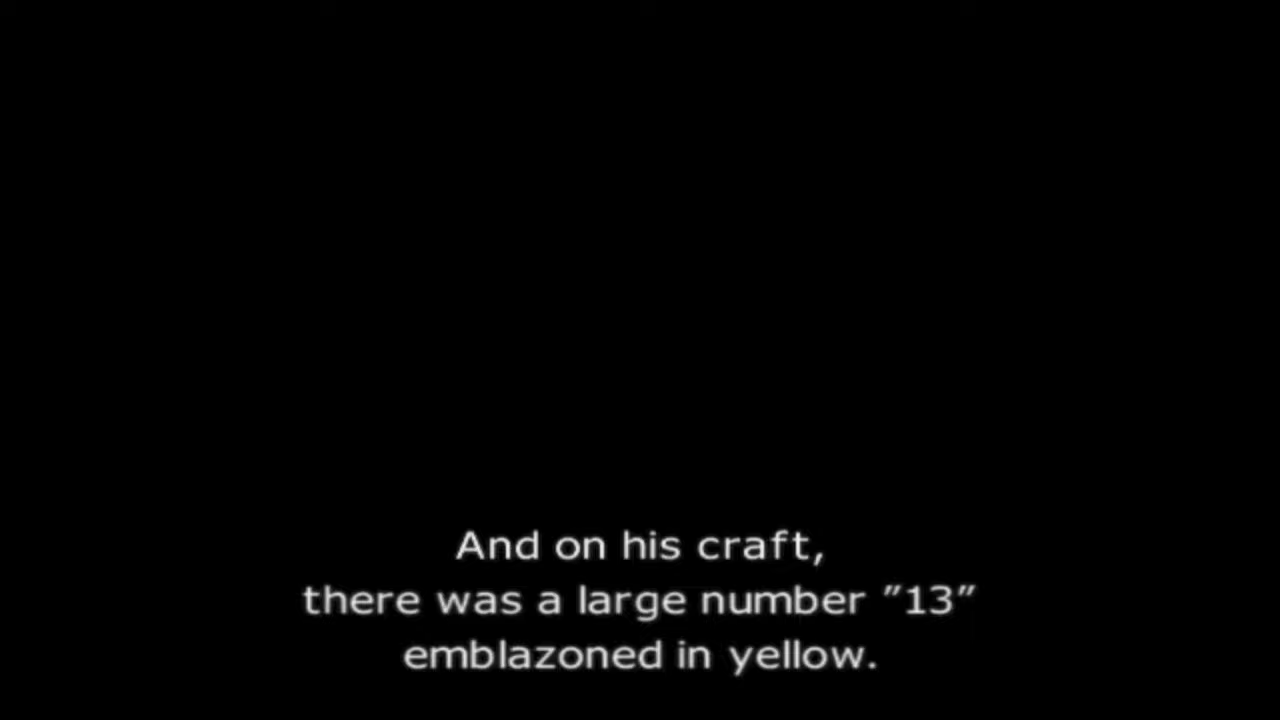 And on his craft,
there was a large number "13"
emblazoned in yellow.